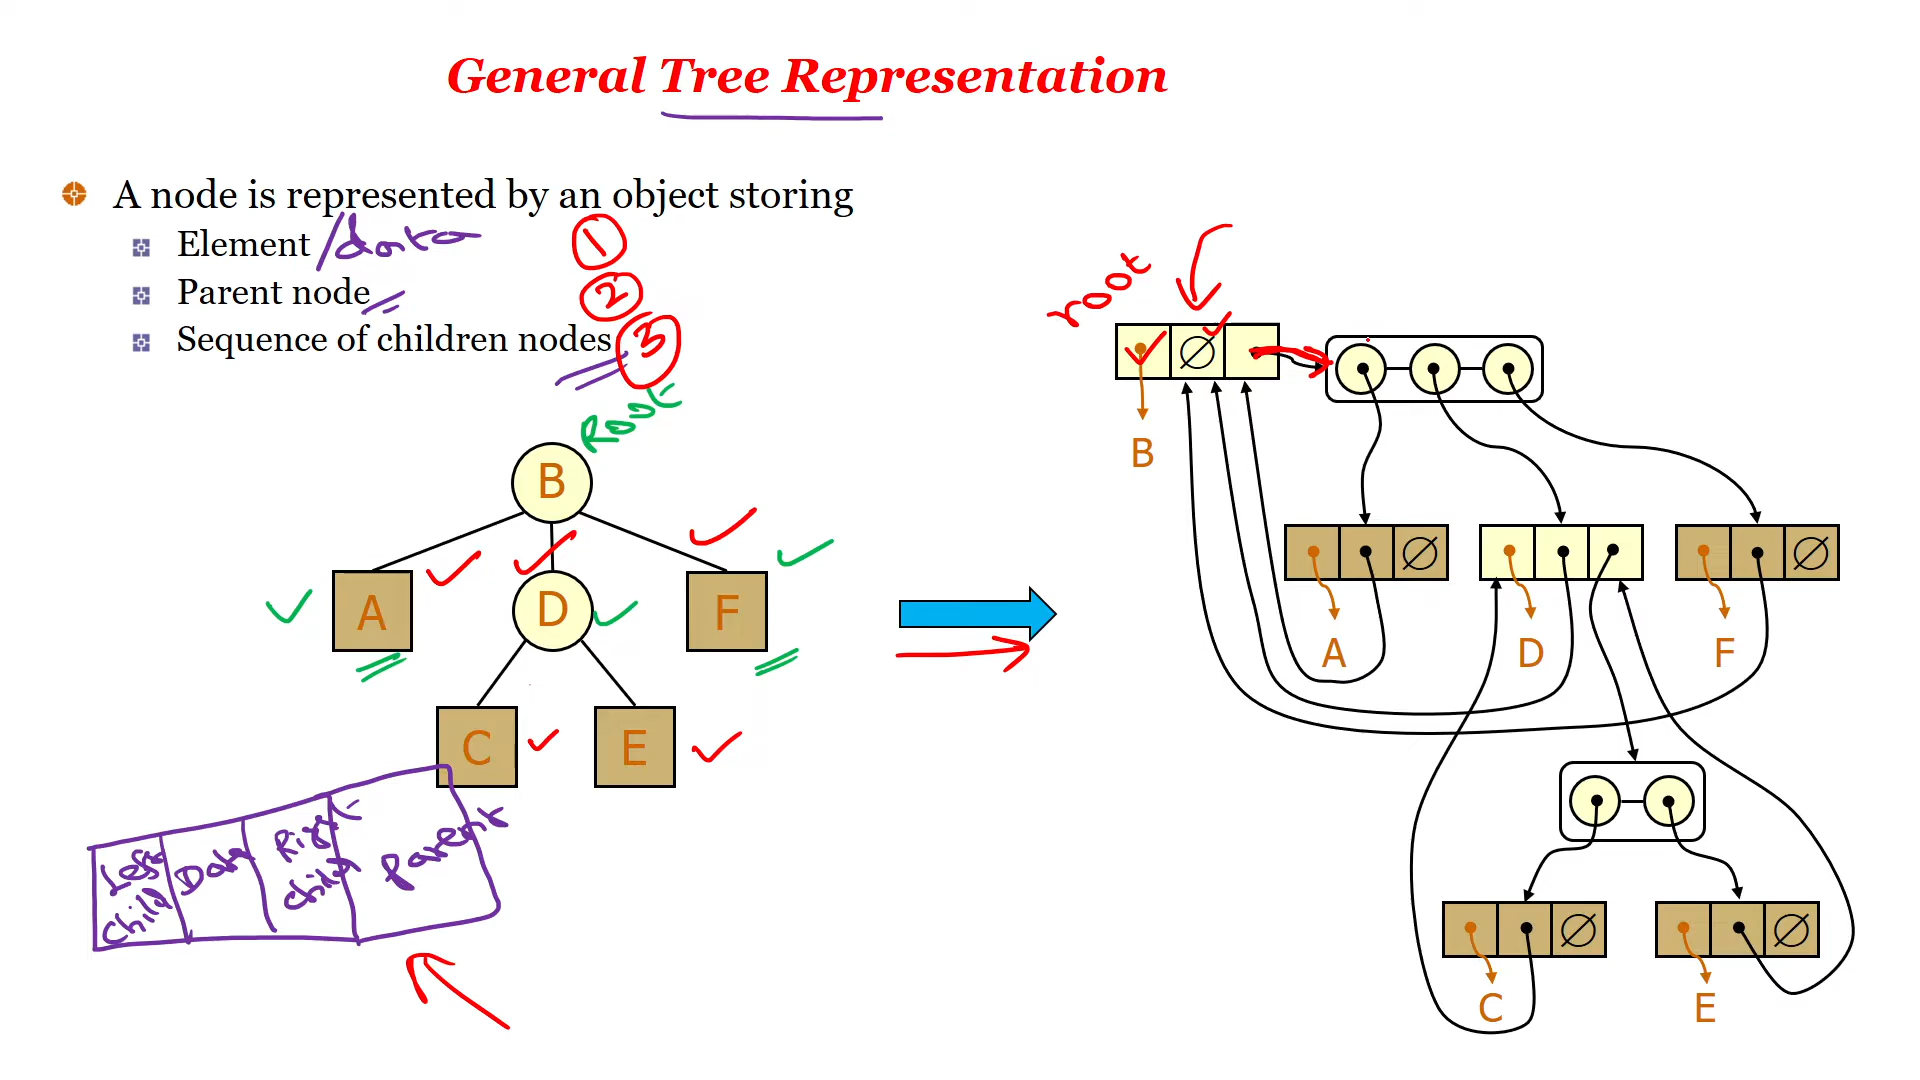 General Tree Representation
A node is represented by an object storing
Element /data
1
Parent node
2
Sequence of children nodes
3
Root
B
A
D
F
C
E
Left Child
Data
Right Child
Parent
root
∅
B
∅
∅
A
D
F
∅
∅
C
E